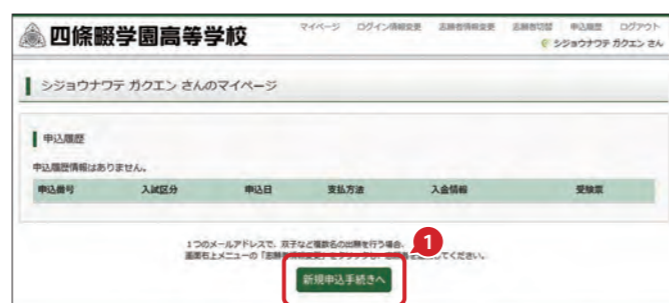 四條畷学園高等学校
マイページ ログイン情報変更 志願者情報変更 志願者切替 申込履歴 ログアウト
シジョウナワテ ガクエン さん
シジョウナワテ ガクエン さんのマイページ
申込履歴
申込履歴情報はありません。
申込番号 入試区分 申込日 支払方法 入金情報 受験票
1つのメールアドレスで、双子など複数名の出願を行う場合、
画面右上メニューの「志願者情報変更」をクリックし、志願者を追加してください。
1
新規申込手続きへ